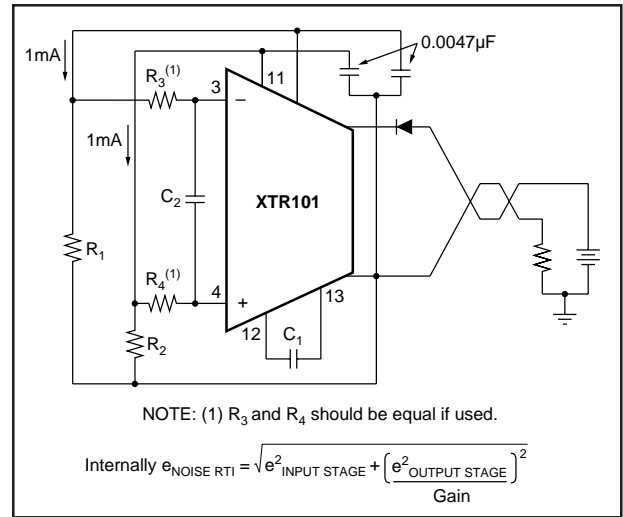 1mA
0.0047µF
R3(1)
3
11
−
1mA
C2
XTR101
R1
R4(1)
4
+
13
12
C1
R2
NOTE: (1) R3 and R4 should be equal if used.
Internally eNOISE RTI = √ e²INPUT STAGE + (e²OUTPUT STAGE)²
Gain